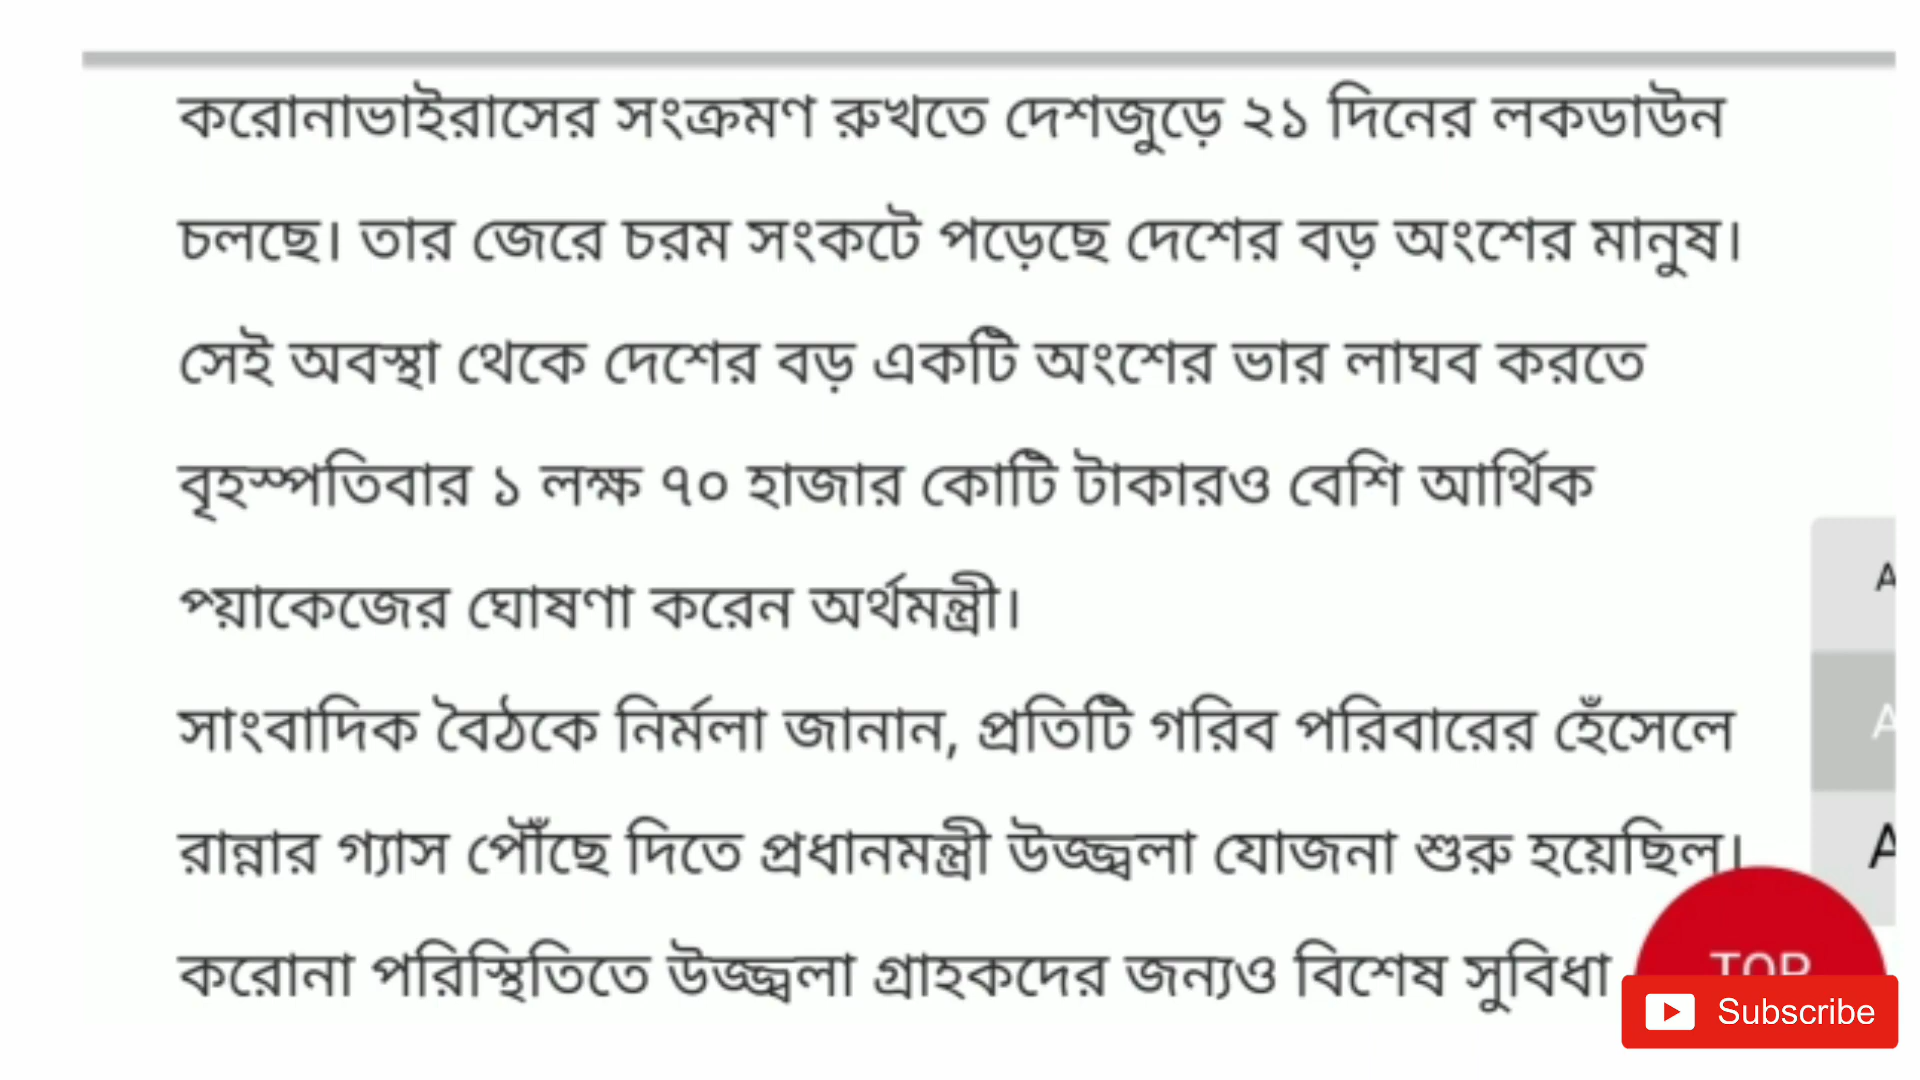 করোনাভাইরাসের সংক্রমণ রুখতে দেশজুড়ে ২১ দিনের লকডাউন
চলছে। তার জেরে চরম সংকটে পড়েছে দেশের বড় অংশের মানুষ।
সেই অবস্থা থেকে দেশের বড় একটি অংশের ভার লাঘব করতে
বৃহস্পতিবার ১ লক্ষ ৭০ হাজার কোটি টাকারও বেশি আর্থিক
A
প্য়াকেজের ঘোষণা করেন অর্থমন্ত্রী।
সাংবাদিক বৈঠকে নির্মলা জানান, প্রতিটি গরিব পরিবারের হেঁসেলে
A
রান্নার গ্যাস পৌঁছে দিতে প্রধানমন্ত্রী উজ্জ্বলা যোজনা শুরু হয়েছিল।
A
করোনা পরিস্থিতিতে উজ্জ্বলা গ্রাহকদের জন্যও বিশেষ সুবিধা
TOP
Subscribe